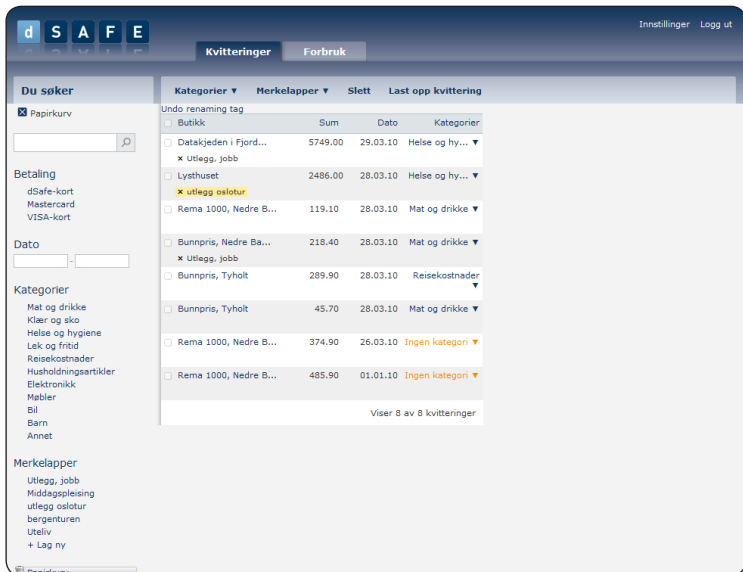 d S A F E
Innstillinger Logg ut
Kvitteringer Forbruk
Du søker
Papirkurv
Betaling
dSafe-kort
Mastercard
VISA-kort
Dato
-
Kategorier
Mat og drikke
Klær og sko
Helse og hygiene
Lek og fritid
Reisekostnader
Husholdningsartikler
Elektronikk
Møbler
Bil
Barn
Annet
Merkelapper
Utlegg, jobb
Middagspleising
utlegg oslotur
bergenturen
Uteliv
+ Lag ny
Papirkurv
Kategorier ▼ Merkelapper ▼ Slett Last opp kvittering
Undo renaming tag
Butikk Sum Dato Kategorier
Datakjeden i Fjord... 5749.00 29.03.10 Helse og hy... ▼
× Utlegg, jobb
Lysthuset 2486.00 28.03.10 Helse og hy... ▼
× utlegg oslotur
Rema 1000, Nedre B... 119.10 28.03.10 Mat og drikke ▼
Bunnpris, Nedre Ba... 218.40 28.03.10 Mat og drikke ▼
× Utlegg, jobb
Bunnpris, Tyholt 289.90 28.03.10 Reisekostnader ▼
Bunnpris, Tyholt 45.70 28.03.10 Mat og drikke ▼
Rema 1000, Nedre B... 374.90 26.03.10 Ingen kategori ▼
Rema 1000, Nedre B... 485.90 01.01.10 Ingen kategori ▼
Viser 8 av 8 kvitteringer